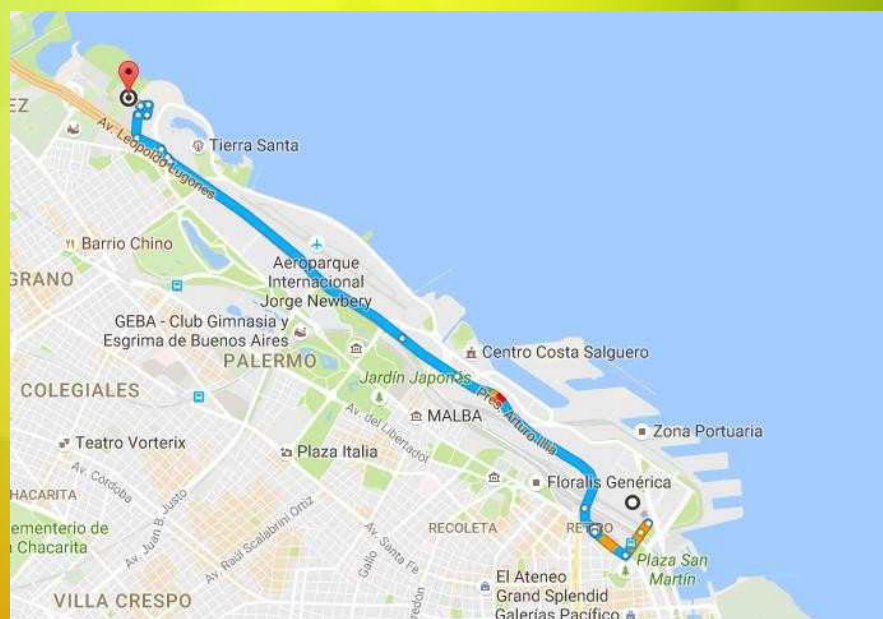 EZ
Av. Leopoldo Lugones
Tierra Santa
Barrio Chino
GRANO
Aeroparque
Internacional
Jorge Newbery
GEBA - Club Gimnasia y
Esgrima de Buenos Aires
PALERMO
Centro Costa Salguero
Jardín Japonés
COLEGIALES
Pres. Arturo Illia
MALBA
Av. del Libertador
Zona Portuaria
Teatro Vorterix
Plaza Italia
Av. Córdoba
Floralis Genérica
HACARITA
Av. Juan B. Justo
Av. Raúl Scalabrini Ortiz
RECOLETA
RETIRO
ementerio de
a Chacarita
Gallo
Av. Santa Fe
Plaza San
Martín
El Ateneo
Grand Splendid
Galerías Pacífico
VILLA CRESPO